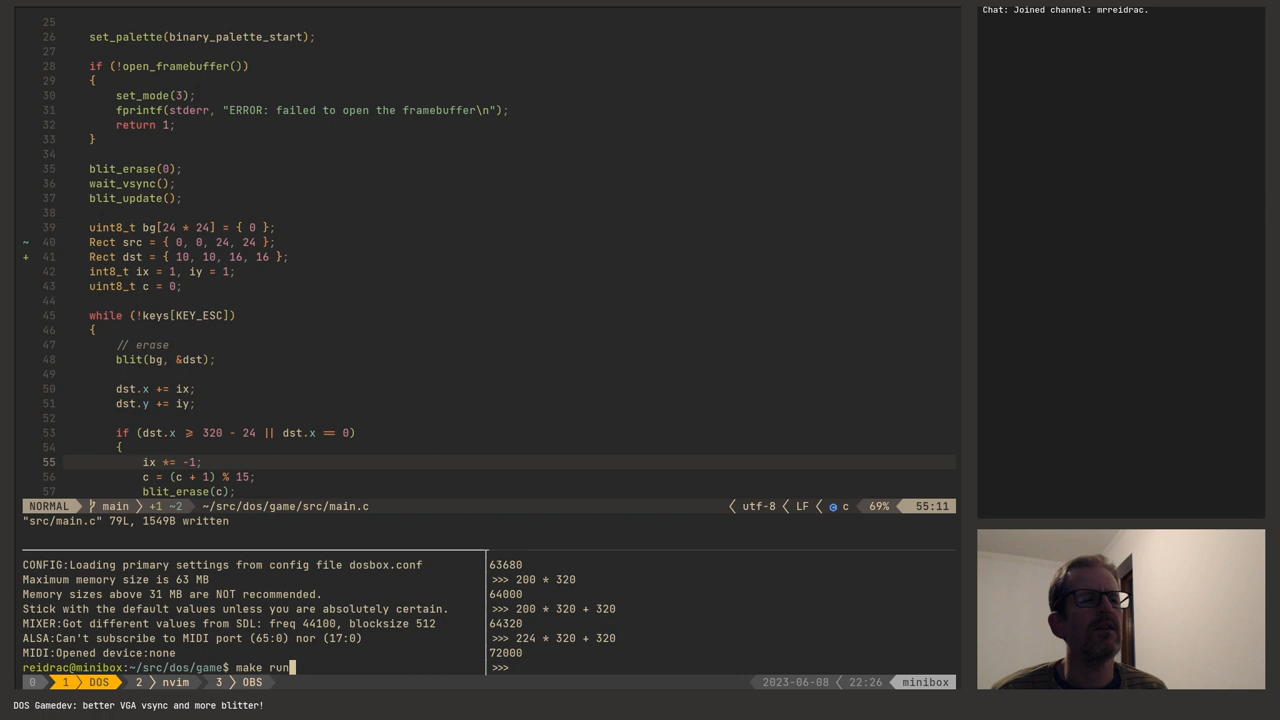 25
26 set_palette(binary_palette_start);
27
28 if (!open_framebuffer())
29 {
30 set_mode(3);
31 fprintf(stderr, "ERROR: failed to open the framebuffer\n");
32 return 1;
33 }
34
35 blit_erase(0);
36 wait_vsync();
37 blit_update();
38
39 uint8_t bg[24 * 24] = { 0 };
~ 40 Rect src = { 0, 0, 24, 24 };
+ 41 Rect dst = { 10, 10, 16, 16 };
42 int8_t ix = 1, iy = 1;
43 uint8_t c = 0;
44
45 while (!keys[KEY_ESC])
46 {
47 // erase
48 blit(bg, &dst);
49
50 dst.x += ix;
51 dst.y += iy;
52
53 if (dst.x ⩾ 320 - 24 || dst.x == 0)
54 {
55 ix *= -1;
56 c = (c + 1) % 15;
57 blit_erase(c);
NORMAL main +1 ~2 ~/src/dos/game/src/main.c utf-8 LF c 69% 55:11
"src/main.c" 79L, 1549B written
CONFIG:Loading primary settings from config file dosbox.conf
Maximum memory size is 63 MB
Memory sizes above 31 MB are NOT recommended.
Stick with the default values unless you are absolutely certain.
MIXER:Got different values from SDL: freq 44100, blocksize 512
ALSA:Can't subscribe to MIDI port (65:0) nor (17:0)
MIDI:Opened device:none
reidrac@minibox:~/src/dos/game$ make run
63680
>>> 200 * 320
64000
>>> 200 * 320 + 320
64320
>>> 224 * 320 + 320
72000
>>>
0 1 DOS 2 nvim 3 OBS 2023-06-08 22:26 minibox
DOS Gamedev: better VGA vsync and more blitter!
Chat: Joined channel: mrreidrac.